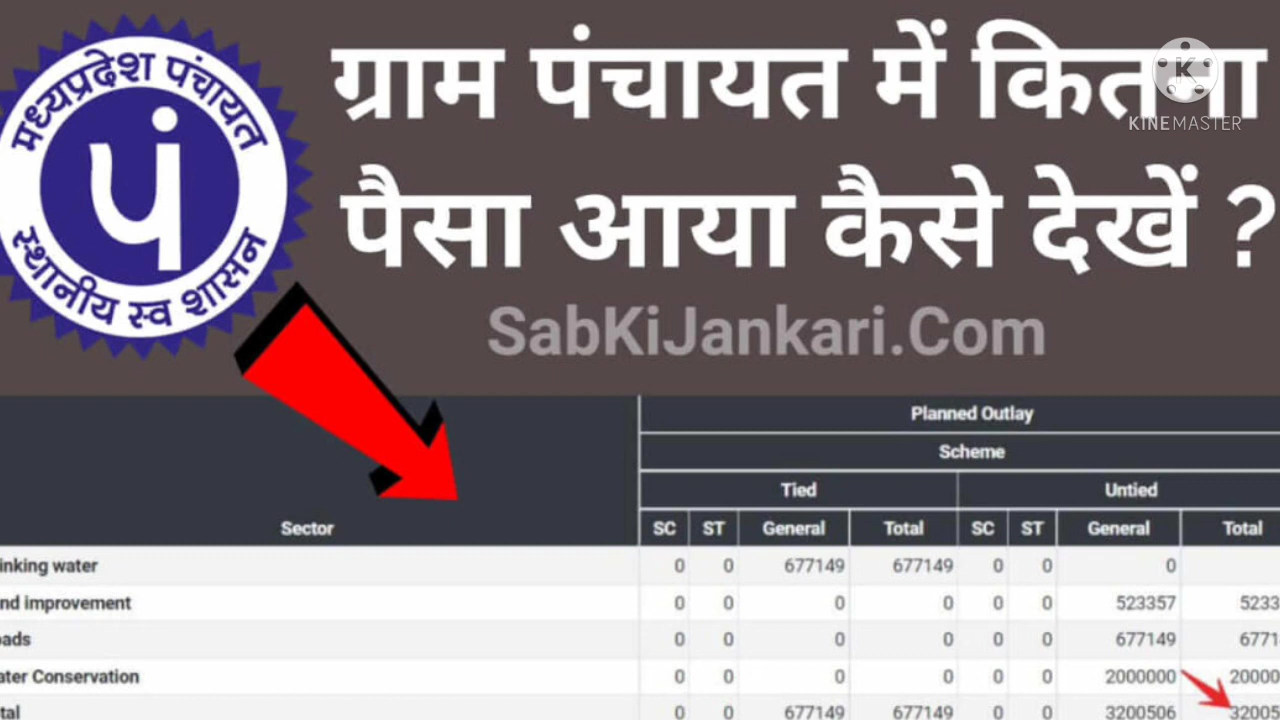 मध्यप्रदेश पंचायत
पं
स्थानीय स्व शासन
ग्राम पंचायत में कितना
पैसा आया कैसे देखें ?
K
KINEMASTER
SabKiJankari.Com
Planned Outlay
Scheme
Tied Untied
Sector SC ST General Total SC ST General Total
inking water 0 0 677149 677149 0 0 0
nd improvement 0 0 0 0 0 0 523357 5233
oads 0 0 0 0 0 0 677149 6771
ater Conservation 0 0 0 0 0 0 2000000 20000
tal 0 0 677149 677149 0 0 3200506 32005